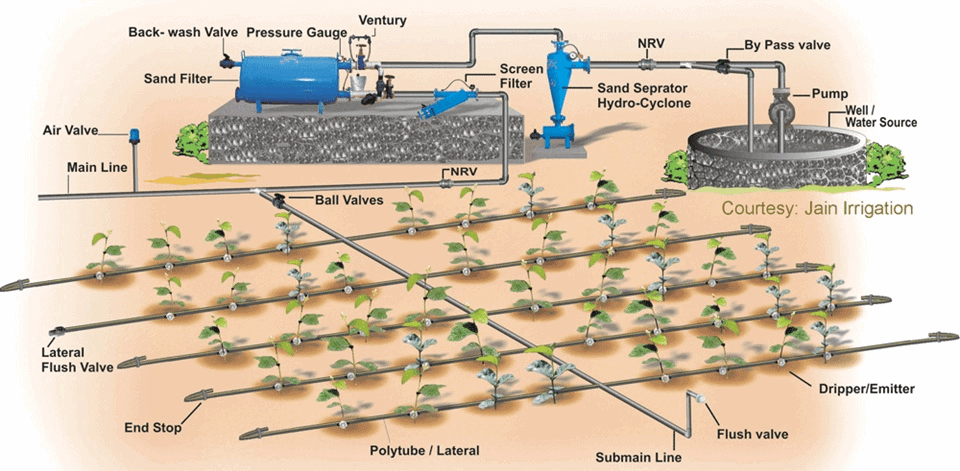 Ventury
Back- wash Valve
Pressure Gauge
NRV
By Pass valve
Sand Filter
Screen
Filter
Sand Seprator
Hydro-Cyclone
Pump
Well /
Water Source
Air Valve
Main Line
NRV
Ball Valves
Courtesy: Jain Irrigation
Lateral
Flush Valve
Dripper/Emitter
End Stop
Flush valve
Polytube / Lateral
Submain Line